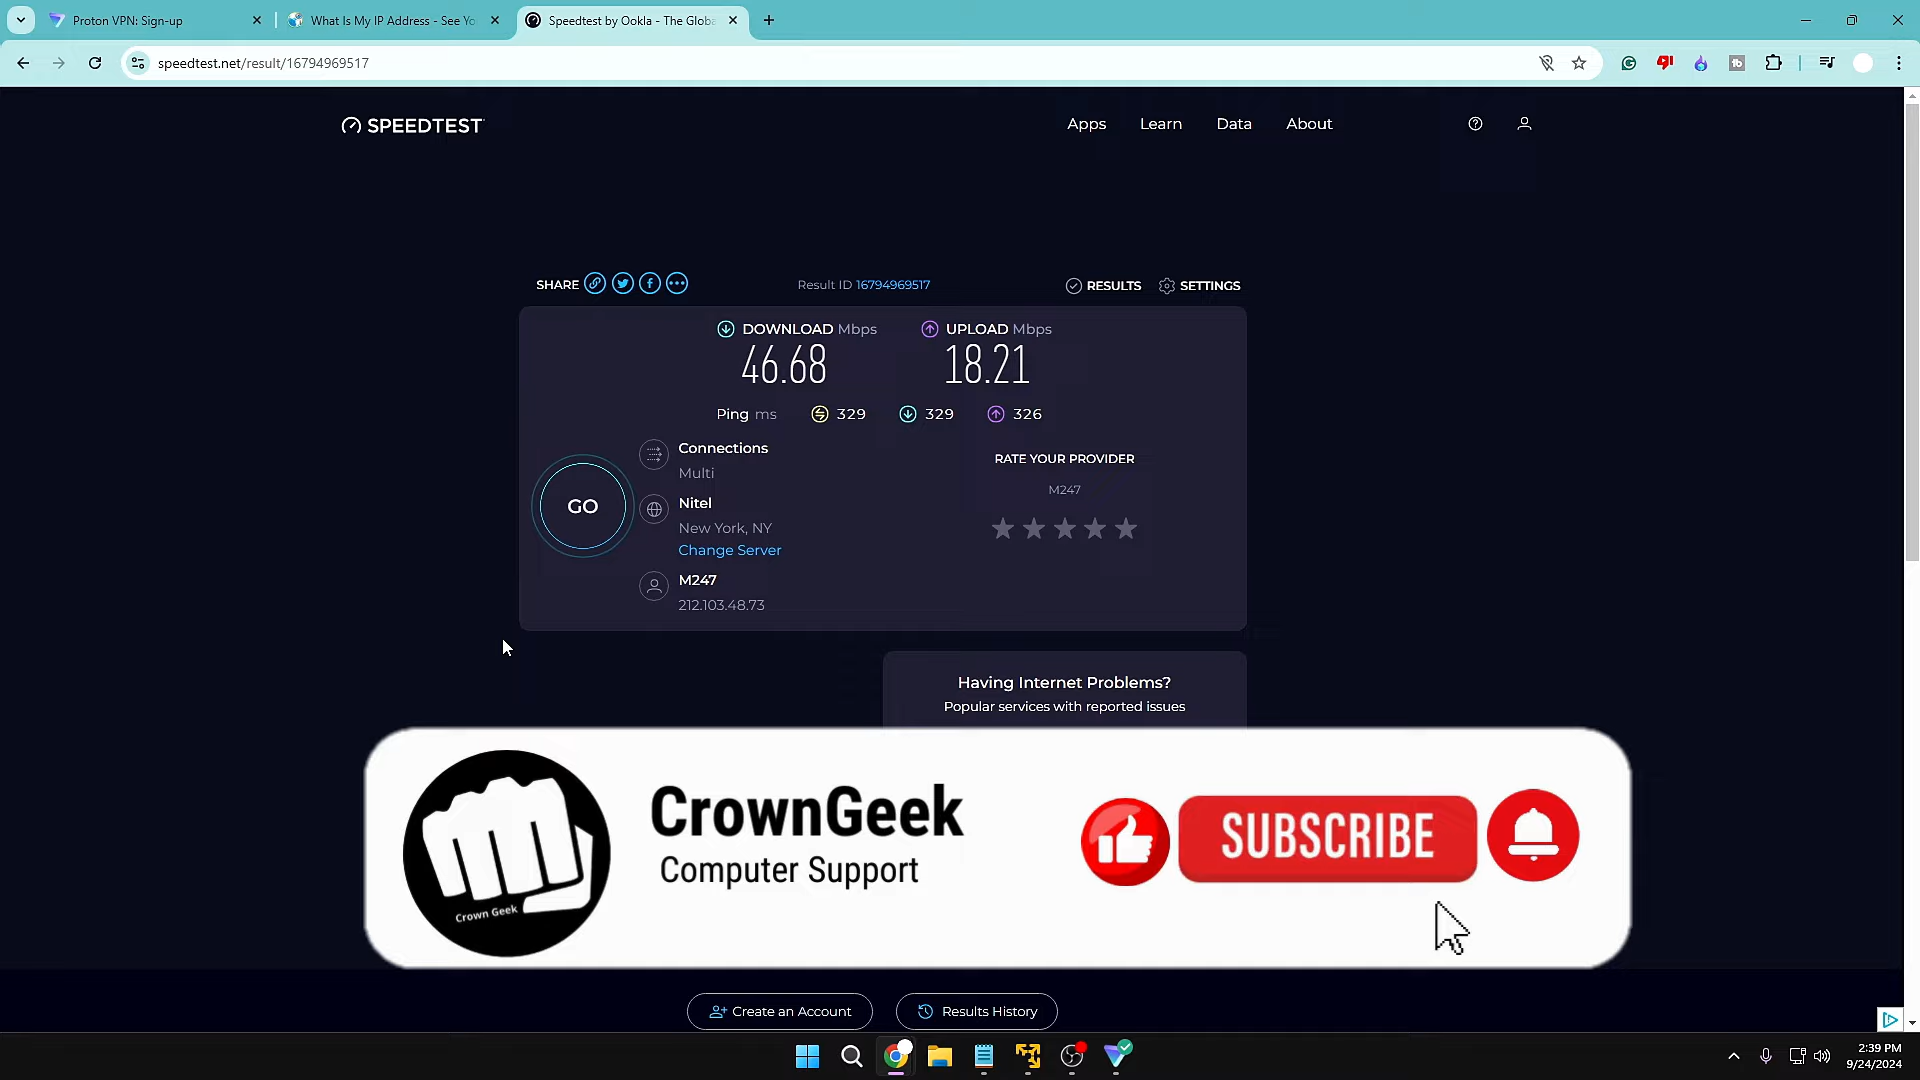 Proton VPN: Sign-up
What Is My IP Address - See Yo
Speedtest by Ookla - The Globa
speedtest.net/result/16794969517
SPEEDTEST
Apps
Learn
Data
About
SHARE
Result ID 16794969517
RESULTS
SETTINGS
DOWNLOAD Mbps
46.68
UPLOAD Mbps
18.21
Ping ms
329
329
326
GO
Connections
Multi
Nitel
New York, NY
Change Server
M247
212.103.48.73
RATE YOUR PROVIDER
M247
Having Internet Problems?
Popular services with reported issues
Crown Geek
CrownGeek
Computer Support
SUBSCRIBE
Create an Account
Results History
2:39 PM
9/24/2024